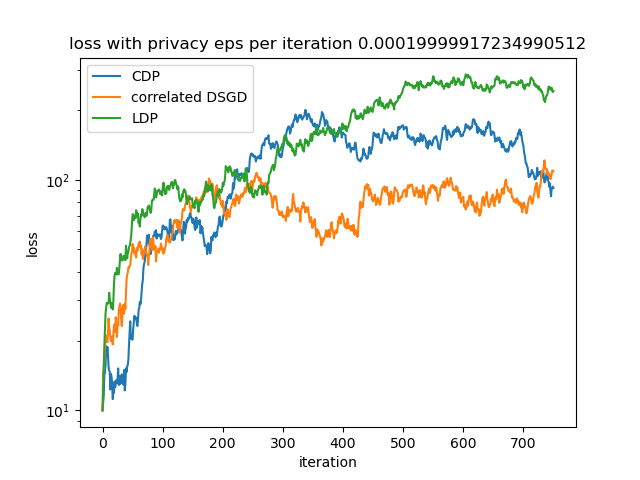 loss with privacy eps per iteration 0.00019999917234990512
CDP
correlated DSGD
LDP
10²
10¹
loss
0 100 200 300 400 500 600 700
iteration